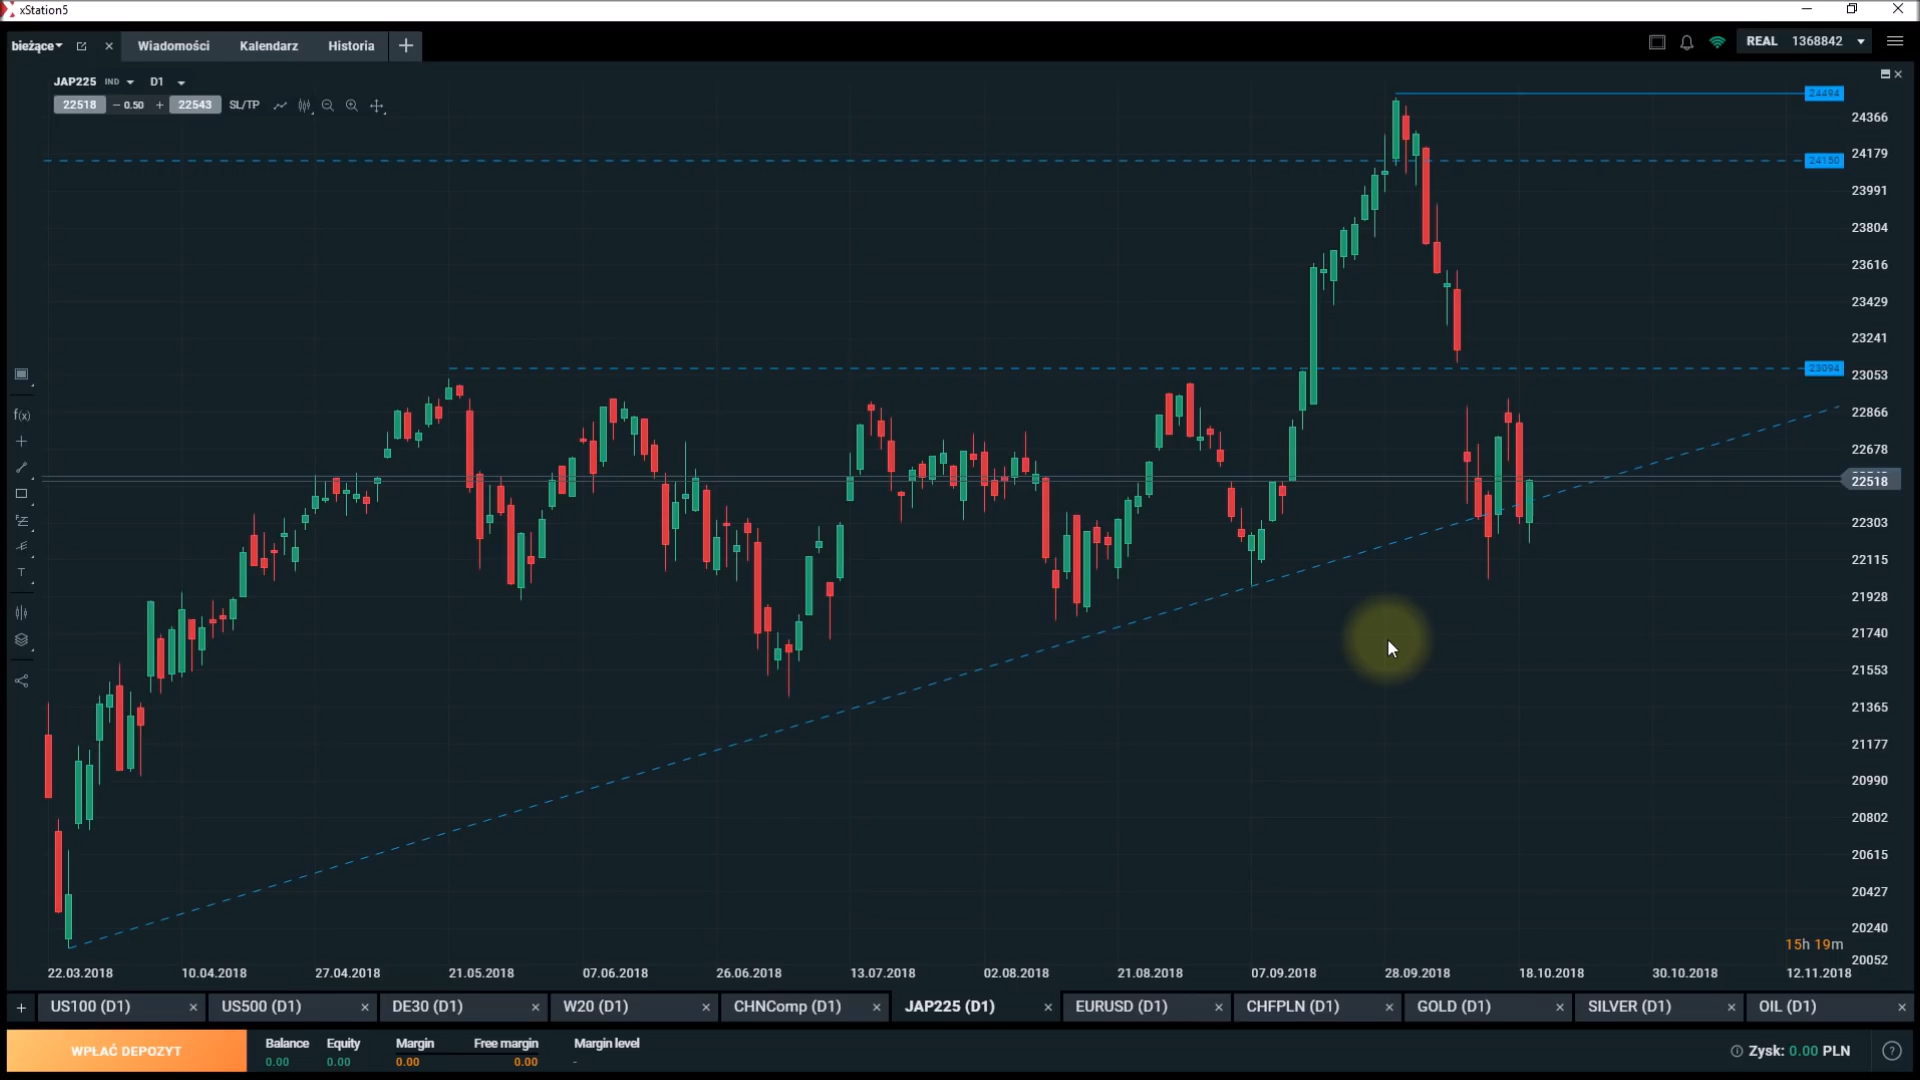 xStation5
bieżące Wiadomości Kalendarz Historia + REAL 1368842
JAP225 IND D1
22518 − 0.50 + 22543 SL/TP
24494
24366
24150
24179
23991
23804
23616
23429
23241
23094
23053
22866
22678
22518
22303
22115
21928
21740
21553
21365
21177
20990
20802
20615
20427
20240
20052
f(x)
T
15h 19m
22.03.2018 10.04.2018 27.04.2018 21.05.2018 07.06.2018 26.06.2018 13.07.2018 02.08.2018 21.08.2018 07.09.2018 28.09.2018 18.10.2018 30.10.2018 12.11.2018
+ US100 (D1) × US500 (D1) × DE30 (D1) × W20 (D1) × CHNComp (D1) × JAP225 (D1) × EURUSD (D1) × CHFPLN (D1) × GOLD (D1) × SILVER (D1) × OIL (D1) ×
WPŁAĆ DEPOZYT
Balance Equity Margin Free margin Margin level
0.00 0.00 0.00 0.00 -
Zysk: 0.00 PLN ?